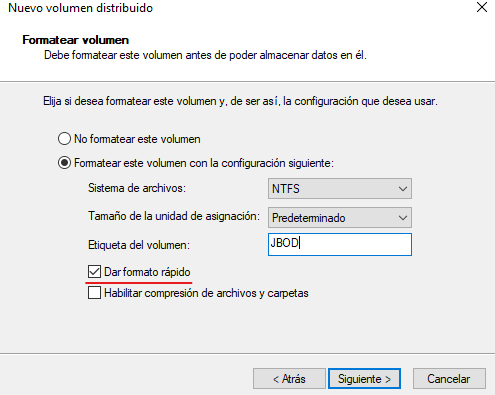 Nuevo volumen distribuido
Formatear volumen
Debe formatear este volumen antes de poder almacenar datos en él.
Elija si desea formatear este volumen y, de ser así, la configuración que desea usar.
No formatear este volumen
Formatear este volumen con la configuración siguiente:
Sistema de archivos: NTFS
Tamaño de la unidad de asignación: Predeterminado
Etiqueta del volumen: JBOD
Dar formato rápido
Habilitar compresión de archivos y carpetas
< Atrás Siguiente > Cancelar